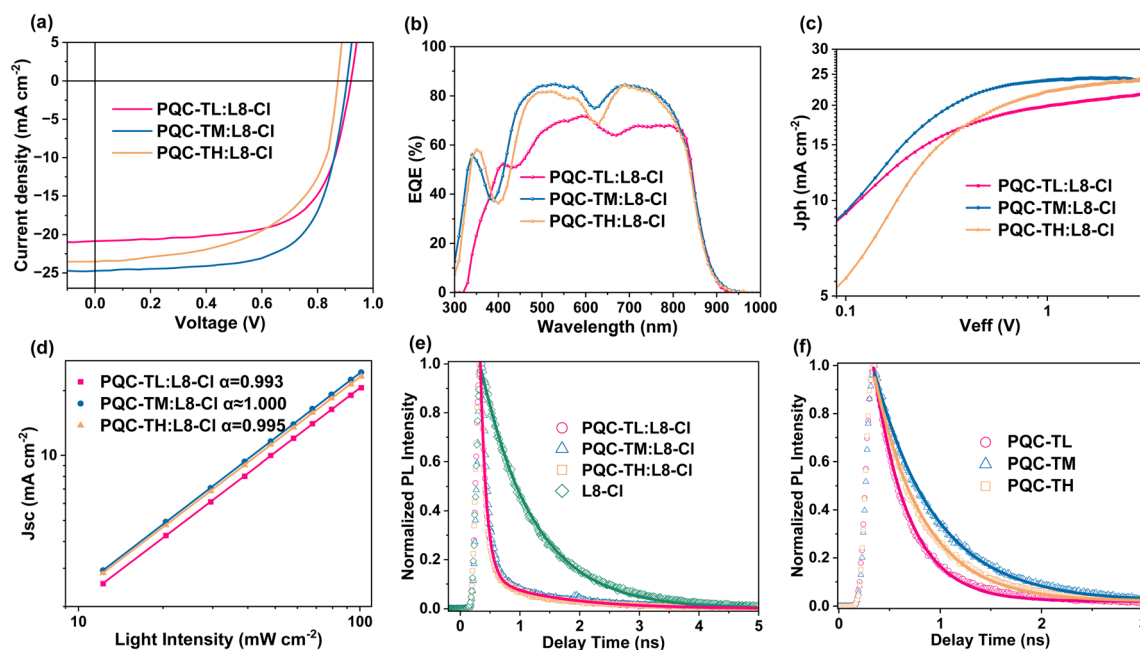 (a)
Current density (mA cm⁻²)
5
0
−5
−10
−15
−20
−25
PQC-TL:L8-Cl
PQC-TM:L8-Cl
PQC-TH:L8-Cl
0.0 0.2 0.4 0.6 0.8 1.0
Voltage (V)
(b)
EQE (%)
100
80
60
40
20
0
PQC-TL:L8-Cl
PQC-TM:L8-Cl
PQC-TH:L8-Cl
300 400 500 600 700 800 900 1000
Wavelength (nm)
(c)
Jph (mA cm⁻²)
30
25
20
15
10
5
PQC-TL:L8-Cl
PQC-TM:L8-Cl
PQC-TH:L8-Cl
0.1 1
Veff (V)
(d)
Jsc (mA cm⁻²)
10
PQC-TL:L8-Cl α=0.993
PQC-TM:L8-Cl α≈1.000
PQC-TH:L8-Cl α=0.995
10 100
Light Intensity (mW cm⁻²)
(e)
Normalized PL Intensity
1.0
0.8
0.6
0.4
0.2
0.0
PQC-TL:L8-Cl
PQC-TM:L8-Cl
PQC-TH:L8-Cl
L8-Cl
0 1 2 3 4 5
Delay Time (ns)
(f)
Normalized PL Intensity
1.0
0.8
0.6
0.4
0.2
0.0
PQC-TL
PQC-TM
PQC-TH
0 1 2 3
Delay Time (ns)